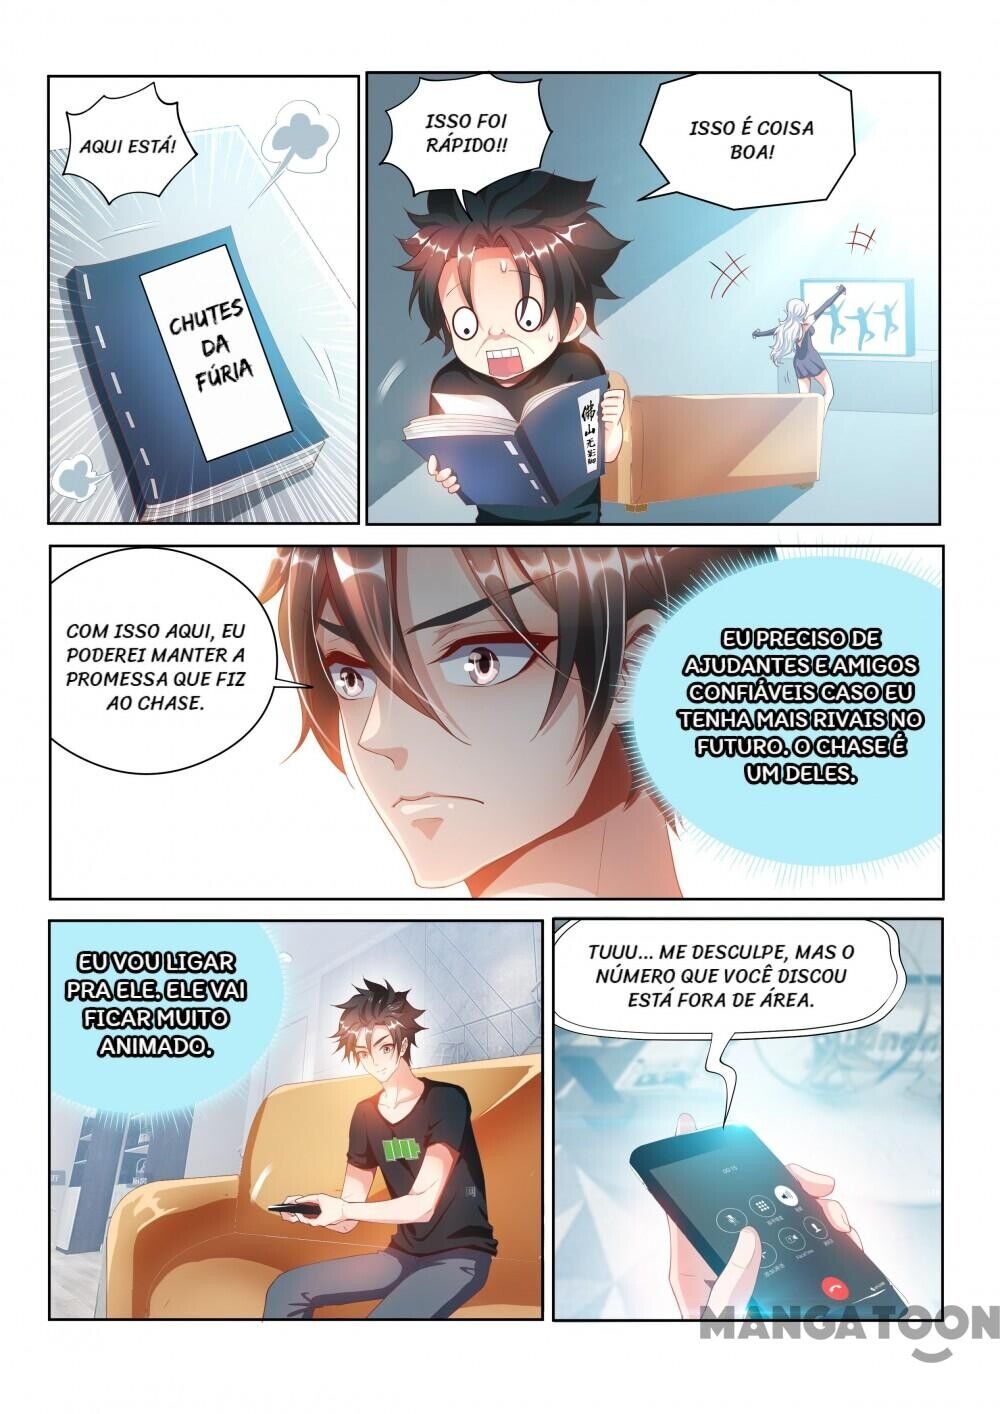 AQUI ESTÁ!
CHUTES
DA
FÚRIA
ISSO FOI
RÁPIDO!!
ISSO É COISA
BOA!
佛
山
无
影
脚
COM ISSO AQUI, EU
PODEREI MANTER A
PROMESSA QUE FIZ
AO CHASE.
EU PRECISO DE
AJUDANTES E AMIGOS
CONFIÁVEIS CASO EU
TENHA MAIS RIVAIS NO
FUTURO. O CHASE É
UM DELES.
EU VOU LIGAR
PRA ELE. ELE VAI
FICAR MUITO
ANIMADO.
TUUU... ME DESCULPE, MAS O
NÚMERO QUE VOCÊ DISCOU
ESTÁ FORA DE ÁREA.
00:15
FaceTime
MANGATOON